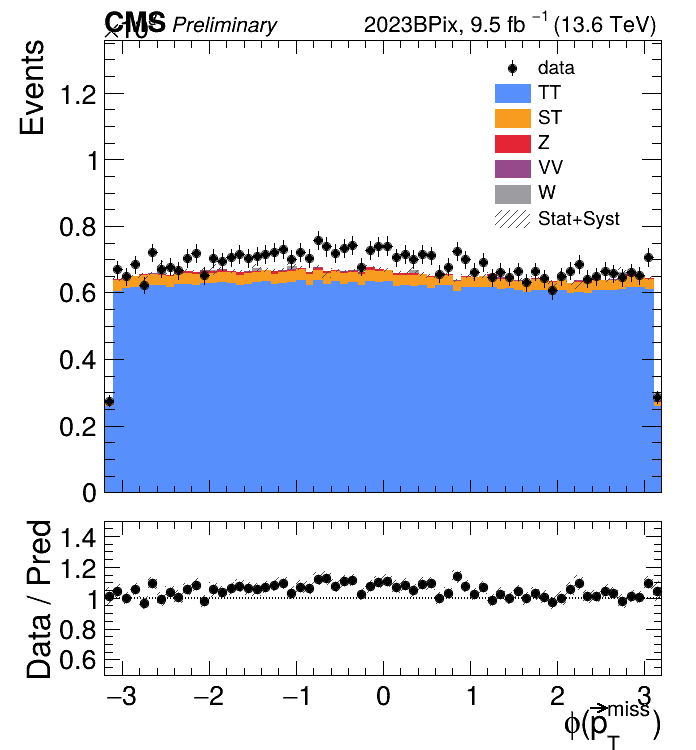 CMS Preliminary 2023BPix, 9.5 fb⁻¹ (13.6 TeV)
Events
data
TT
ST
Z
VV
W
Stat+Syst
1.2
1
0.8
0.6
0.4
0.2
0
Data / Pred
1.4
1.2
1
0.8
0.6
−3 −2 −1 0 1 2 3
ϕ(p⃗_T^miss)